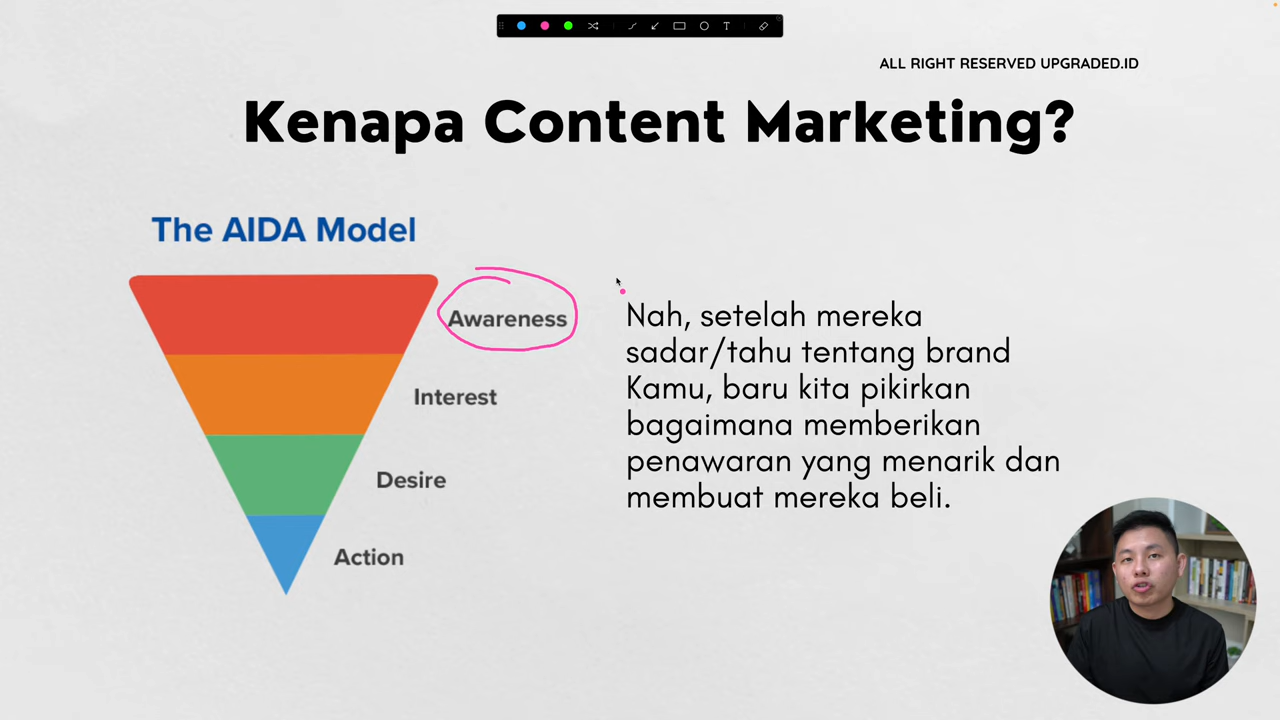 ALL RIGHT RESERVED UPGRADED.ID
Kenapa Content Marketing?
The AIDA Model
Awareness
Interest
Desire
Action
Nah, setelah mereka
sadar/tahu tentang brand
Kamu, baru kita pikirkan
bagaimana memberikan
penawaran yang menarik dan
membuat mereka beli.